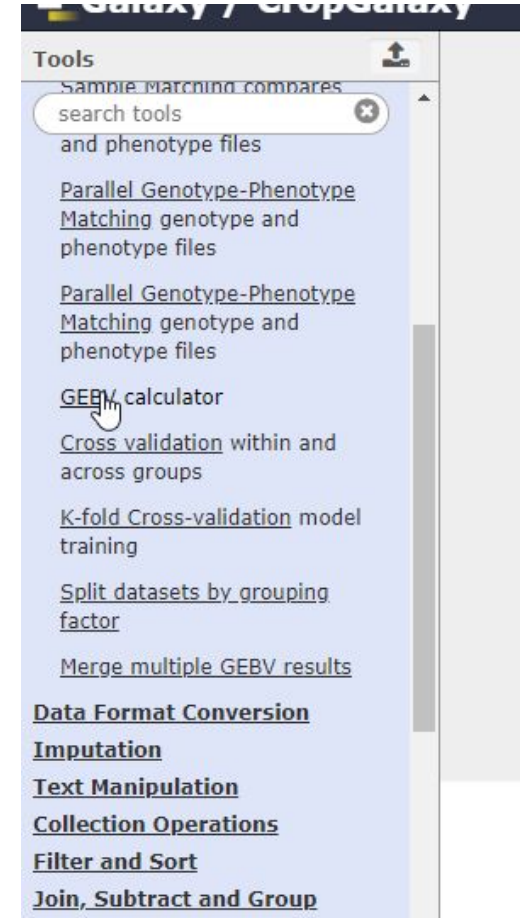 Galaxy / CropGalaxy
Tools
Sample Matching compares
search tools
and phenotype files
Parallel Genotype-Phenotype
Matching genotype and
phenotype files
Parallel Genotype-Phenotype
Matching genotype and
phenotype files
GEBV calculator
Cross validation within and
across groups
K-fold Cross-validation model
training
Split datasets by grouping
factor
Merge multiple GEBV results
Data Format Conversion
Imputation
Text Manipulation
Collection Operations
Filter and Sort
Join, Subtract and Group